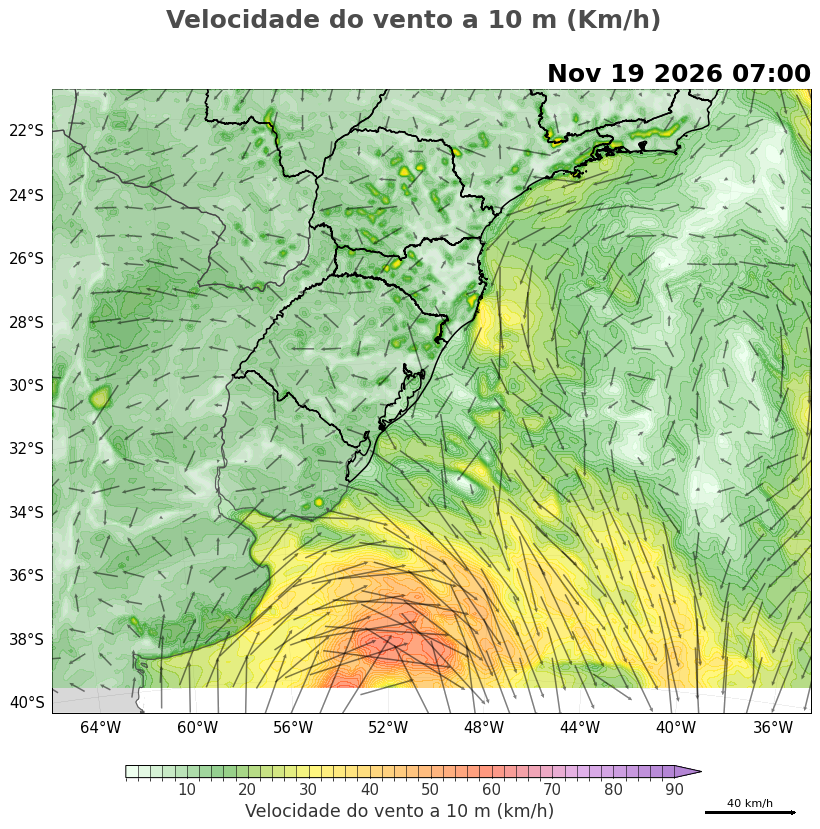 Velocidade do vento a 10 m (Km/h)
Nov 19 2026 07:00
22°S
24°S
26°S
28°S
30°S
32°S
34°S
36°S
38°S
40°S
64°W 60°W 56°W 52°W 48°W 44°W 40°W 36°W
10 20 30 40 50 60 70 80 90
Velocidade do vento a 10 m (km/h)
40 km/h